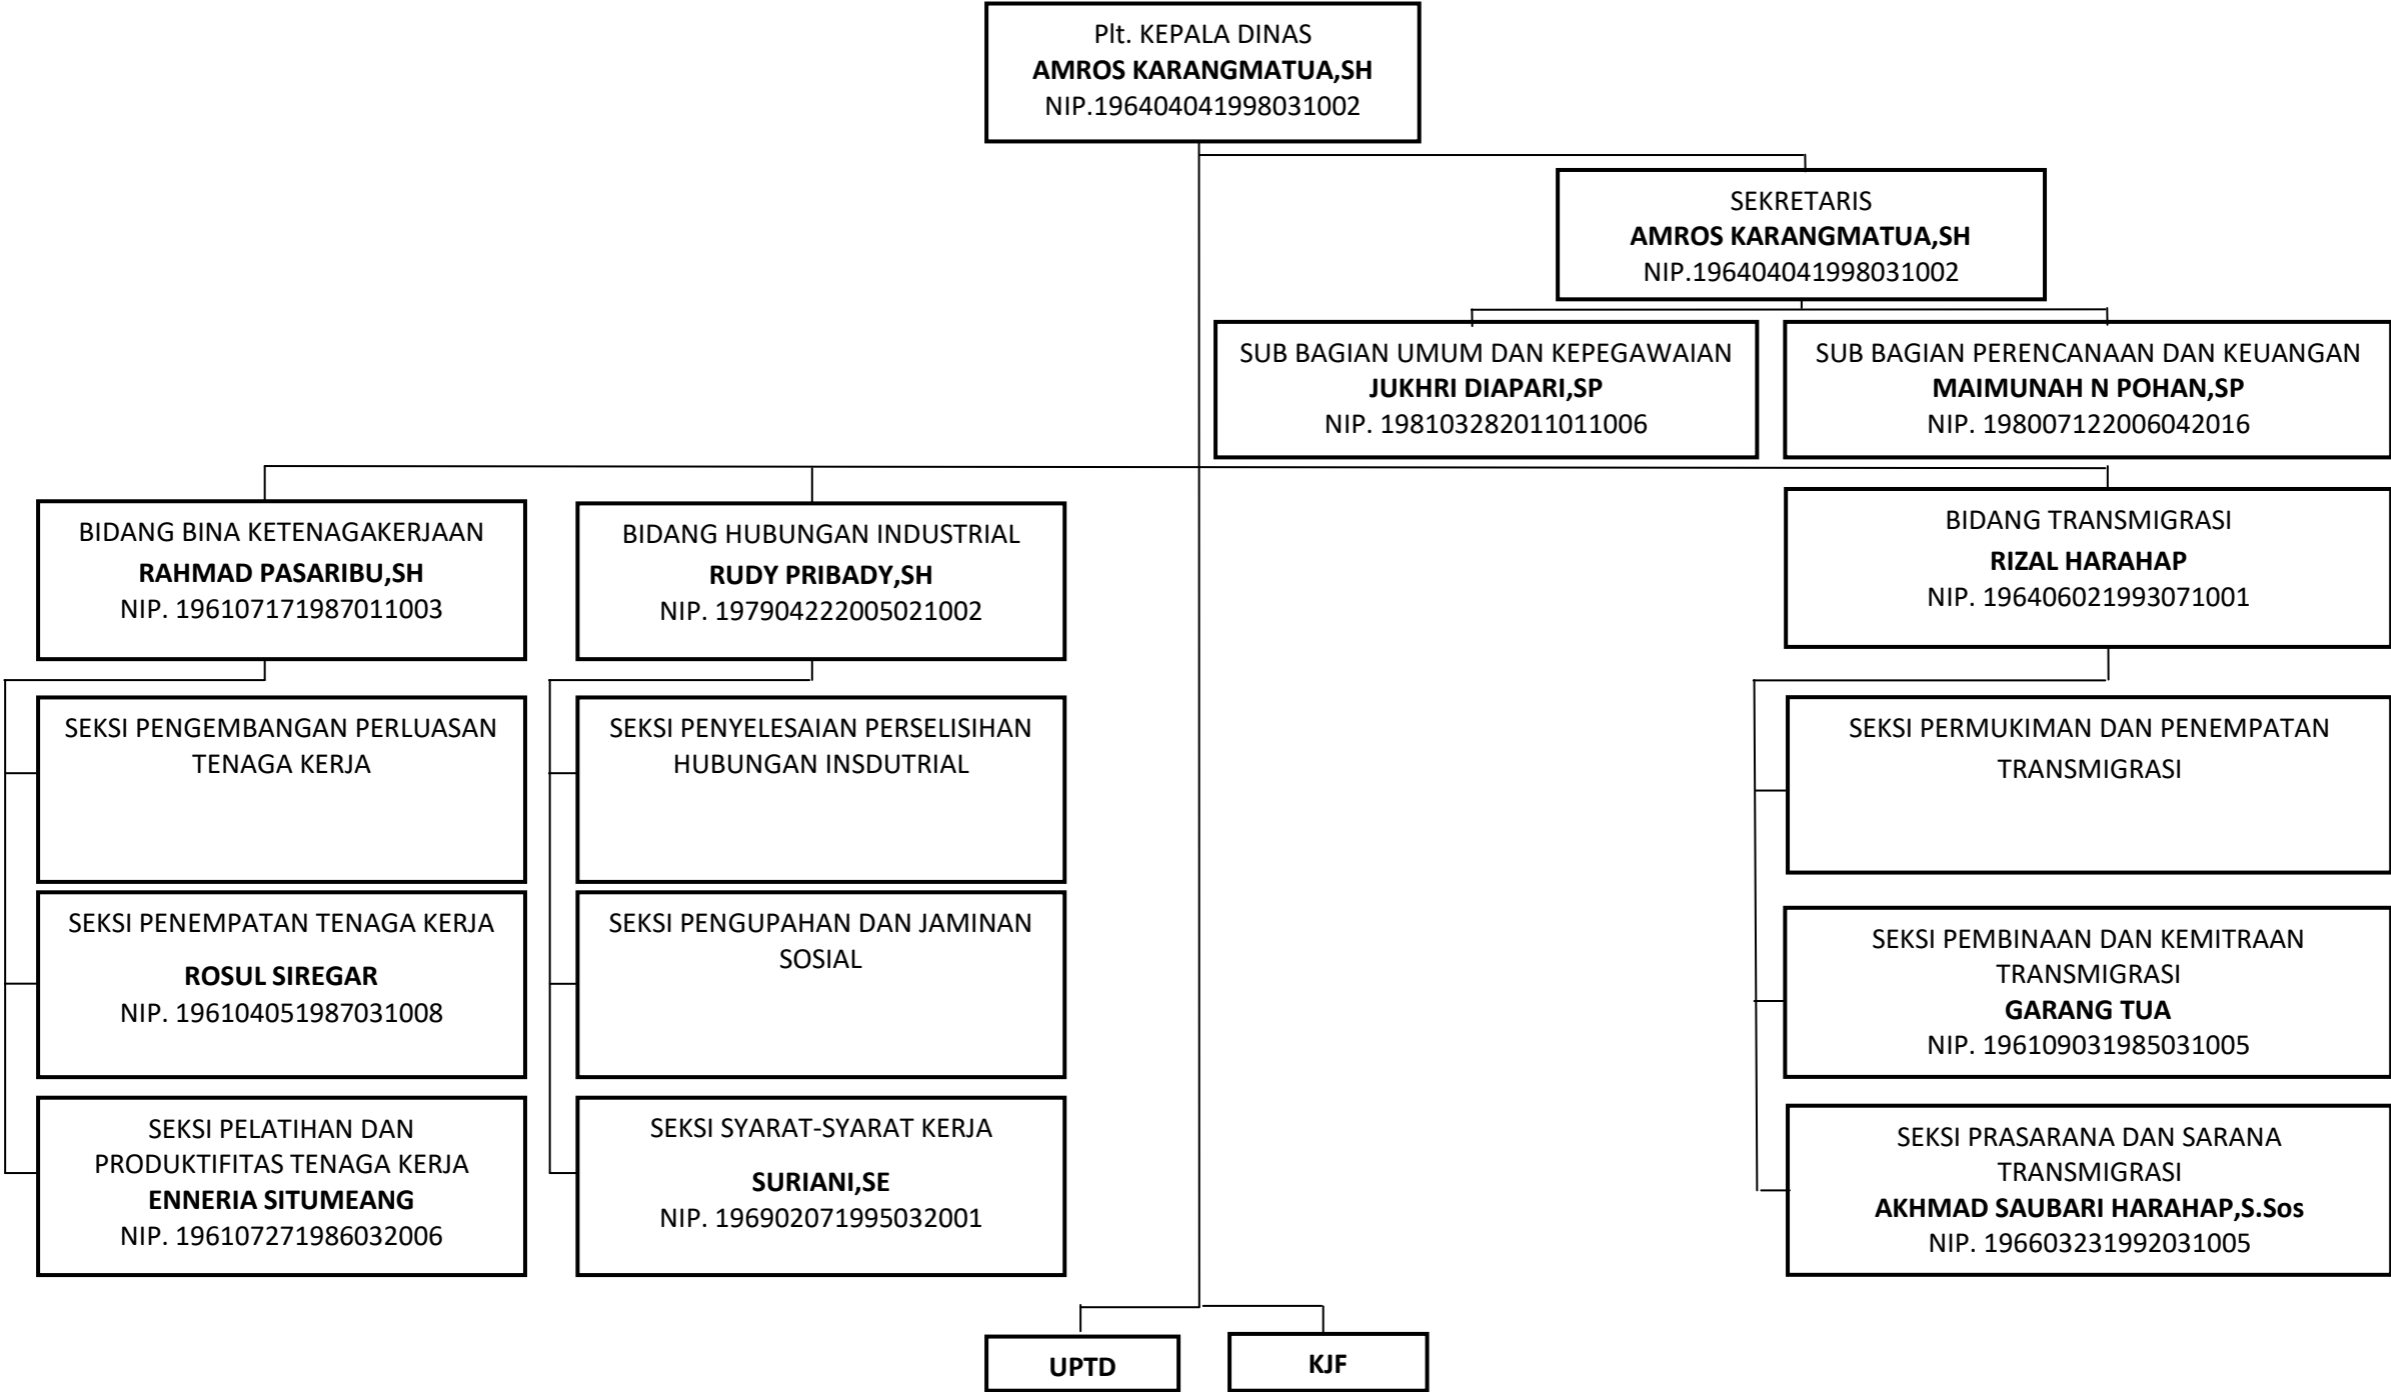 Plt. KEPALA DINAS
AMROS KARANGMATUA,SH
NIP.196404041998031002
SEKRETARIS
AMROS KARANGMATUA,SH
NIP.196404041998031002
SUB BAGIAN UMUM DAN KEPEGAWAIAN
JUKHRI DIAPARI,SP
NIP. 198103282011011006
SUB BAGIAN PERENCANAAN DAN KEUANGAN
MAIMUNAH N POHAN,SP
NIP. 198007122006042016
BIDANG BINA KETENAGAKERJAAN
RAHMAD PASARIBU,SH
NIP. 196107171987011003
BIDANG HUBUNGAN INDUSTRIAL
RUDY PRIBADY,SH
NIP. 197904222005021002
BIDANG TRANSMIGRASI
RIZAL HARAHAP
NIP. 196406021993071001
SEKSI PENGEMBANGAN PERLUASAN
TENAGA KERJA
SEKSI PENYELESAIAN PERSELISIHAN
HUBUNGAN INSDUTRIAL
SEKSI PERMUKIMAN DAN PENEMPATAN
TRANSMIGRASI
SEKSI PENEMPATAN TENAGA KERJA
ROSUL SIREGAR
NIP. 196104051987031008
SEKSI PENGUPAHAN DAN JAMINAN
SOSIAL
SEKSI PEMBINAAN DAN KEMITRAAN
TRANSMIGRASI
GARANG TUA
NIP. 196109031985031005
SEKSI PELATIHAN DAN
PRODUKTIFITAS TENAGA KERJA
ENNERIA SITUMEANG
NIP. 196107271986032006
SEKSI SYARAT-SYARAT KERJA
SURIANI,SE
NIP. 196902071995032001
SEKSI PRASARANA DAN SARANA
TRANSMIGRASI
AKHMAD SAUBARI HARAHAP,S.Sos
NIP. 196603231992031005
UPTD
KJF